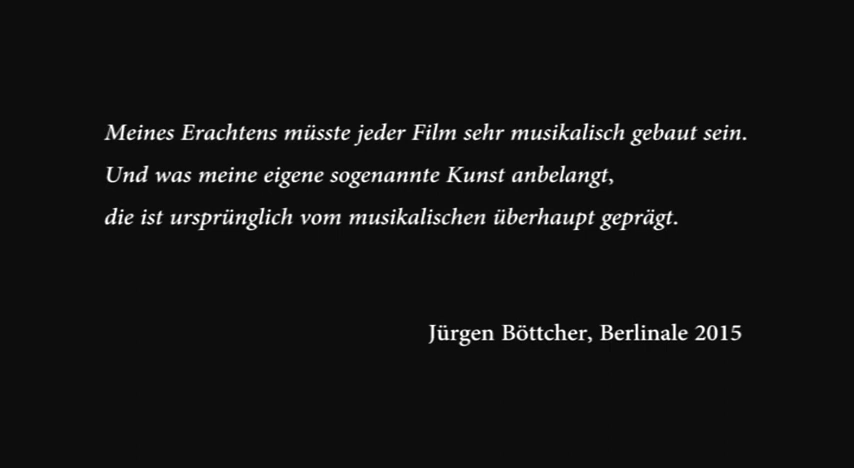 Meines Erachtens müsste jeder Film sehr musikalisch gebaut sein.
Und was meine eigene sogenannte Kunst anbelangt,
die ist ursprünglich vom musikalischen überhaupt geprägt.
Jürgen Böttcher, Berlinale 2015